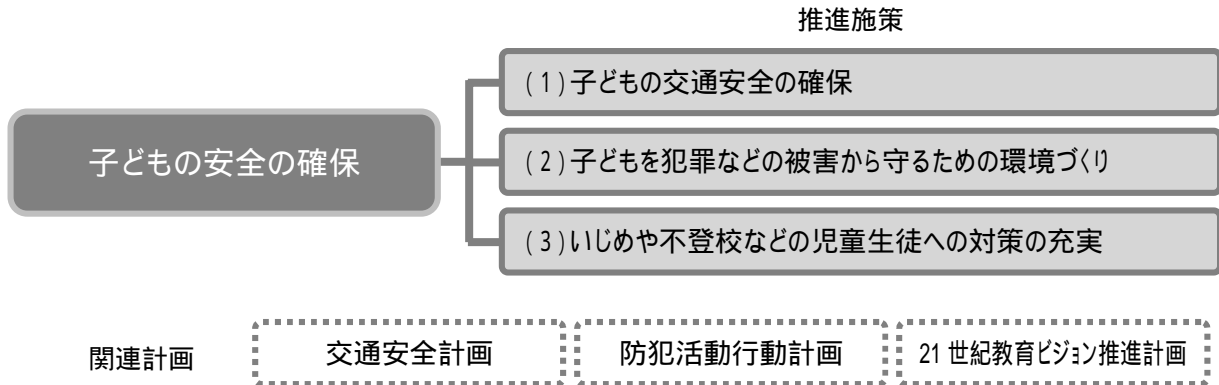 推進施策
(1)子どもの交通安全の確保
子どもの安全の確保
(2)子どもを犯罪などの被害から守るための環境づくり
(3)いじめや不登校などの児童生徒への対策の充実
関連計画 交通安全計画 防犯活動行動計画 21世紀教育ビジョン推進計画